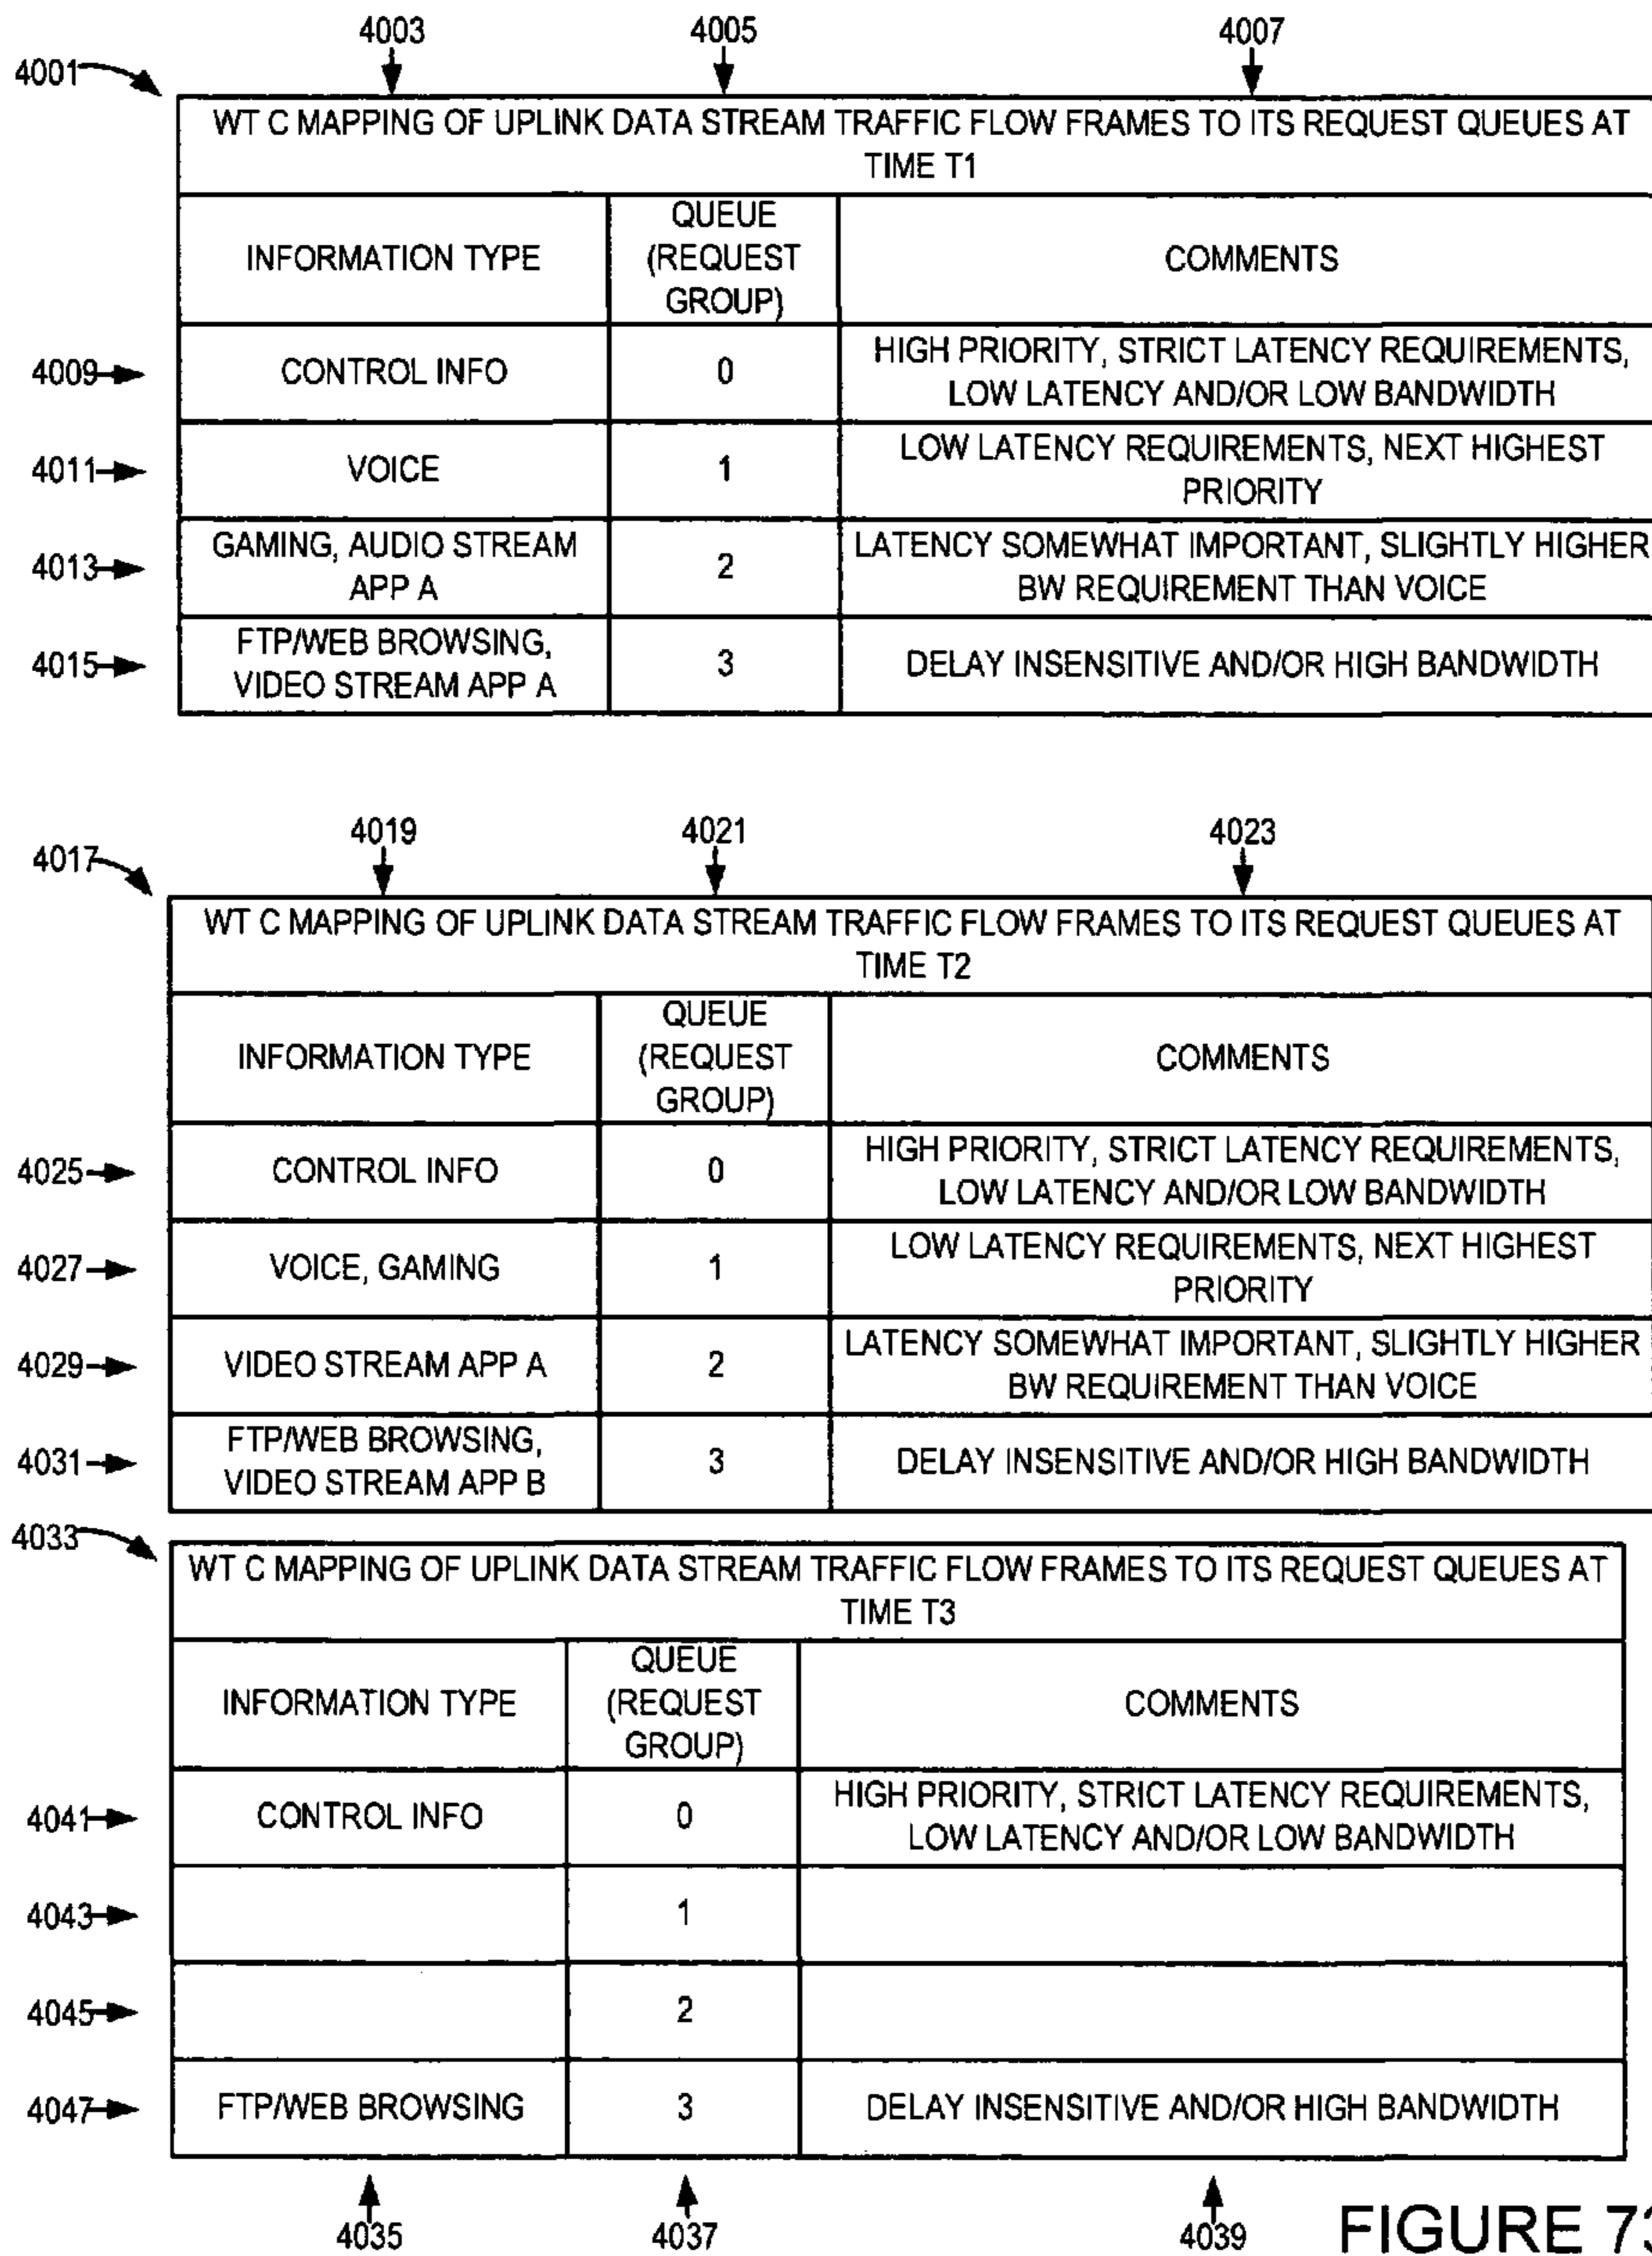 4003 4005 4007
4001
WT C MAPPING OF UPLINK DATA STREAM TRAFFIC FLOW FRAMES TO ITS REQUEST QUEUES AT
TIME T1
INFORMATION TYPE
QUEUE
(REQUEST
GROUP)
COMMENTS
4009
CONTROL INFO
0
HIGH PRIORITY, STRICT LATENCY REQUIREMENTS,
LOW LATENCY AND/OR LOW BANDWIDTH
4011
VOICE
1
LOW LATENCY REQUIREMENTS, NEXT HIGHEST
PRIORITY
4013
GAMING, AUDIO STREAM
APP A
2
LATENCY SOMEWHAT IMPORTANT, SLIGHTLY HIGHER
BW REQUIREMENT THAN VOICE
4015
FTP/WEB BROWSING,
VIDEO STREAM APP A
3
DELAY INSENSITIVE AND/OR HIGH BANDWIDTH
4019 4021 4023
4017
WT C MAPPING OF UPLINK DATA STREAM TRAFFIC FLOW FRAMES TO ITS REQUEST QUEUES AT
TIME T2
INFORMATION TYPE
QUEUE
(REQUEST
GROUP)
COMMENTS
4025
CONTROL INFO
0
HIGH PRIORITY, STRICT LATENCY REQUIREMENTS,
LOW LATENCY AND/OR LOW BANDWIDTH
4027
VOICE, GAMING
1
LOW LATENCY REQUIREMENTS, NEXT HIGHEST
PRIORITY
4029
VIDEO STREAM APP A
2
LATENCY SOMEWHAT IMPORTANT, SLIGHTLY HIGHER
BW REQUIREMENT THAN VOICE
4031
FTP/WEB BROWSING,
VIDEO STREAM APP B
3
DELAY INSENSITIVE AND/OR HIGH BANDWIDTH
4033
WT C MAPPING OF UPLINK DATA STREAM TRAFFIC FLOW FRAMES TO ITS REQUEST QUEUES AT
TIME T3
INFORMATION TYPE
QUEUE
(REQUEST
GROUP)
COMMENTS
4041
CONTROL INFO
0
HIGH PRIORITY, STRICT LATENCY REQUIREMENTS,
LOW LATENCY AND/OR LOW BANDWIDTH
4043
1
4045
2
4047
FTP/WEB BROWSING
3
DELAY INSENSITIVE AND/OR HIGH BANDWIDTH
4035 4037 4039
FIGURE 73